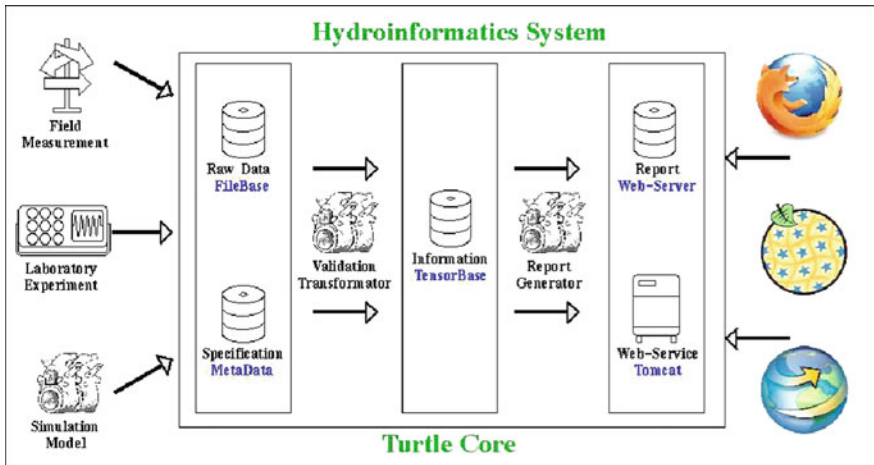 Hydroinformatics System
Field
Measurement
Laboratory
Experiment
Simulation
Model
Raw Data
FileBase
Specification
MetaData
Validation
Transformator
Information
TensorBase
Report
Generator
Report
Web-Server
Web-Service
Tomcat
Turtle Core